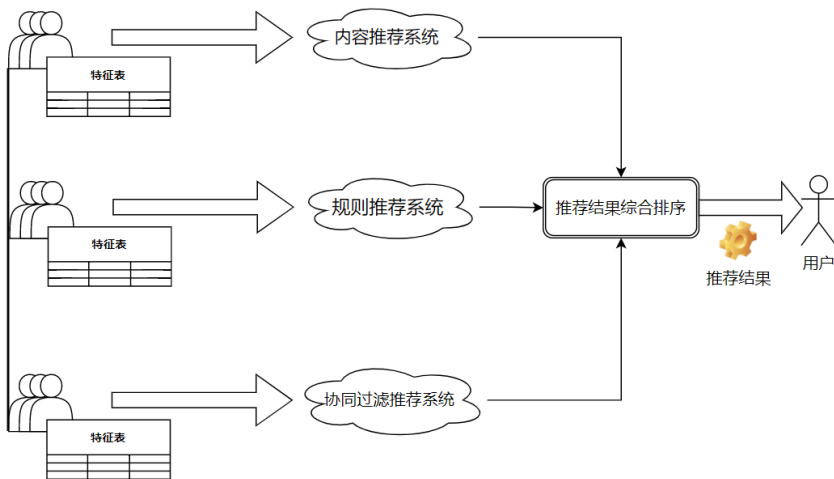 特征表
内容推荐系统
特征表
规则推荐系统
推荐结果综合排序
推荐结果
用户
特征表
协同过滤推荐系统